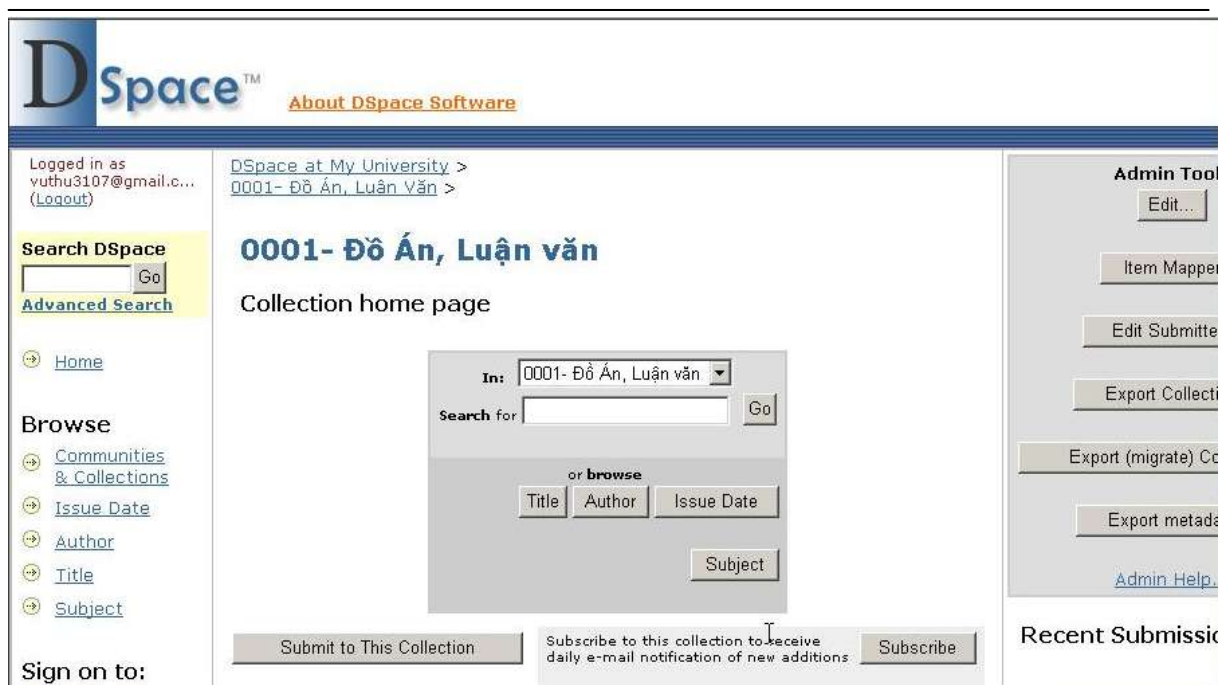 DSpace™
About DSpace Software
Logged in as
vuthu3107@gmail.c...
(Logout)
Search DSpace
Go
Advanced Search
Home
Browse
Communities
& Collections
Issue Date
Author
Title
Subject
Sign on to:
DSpace at My University >
0001- Đồ Án, Luân Văn >
0001- Đồ Án, Luận văn
Collection home page
In: 0001- Đồ Án, Luận văn
Search for
Go
or browse
Title Author Issue Date
Subject
Submit to This Collection
Subscribe to this collection to receive
daily e-mail notification of new additions
Subscribe
Admin Tool
Edit...
Item Mapper
Edit Submitte
Export Collecti
Export (migrate) Co
Export metada
Admin Help.
Recent Submissio